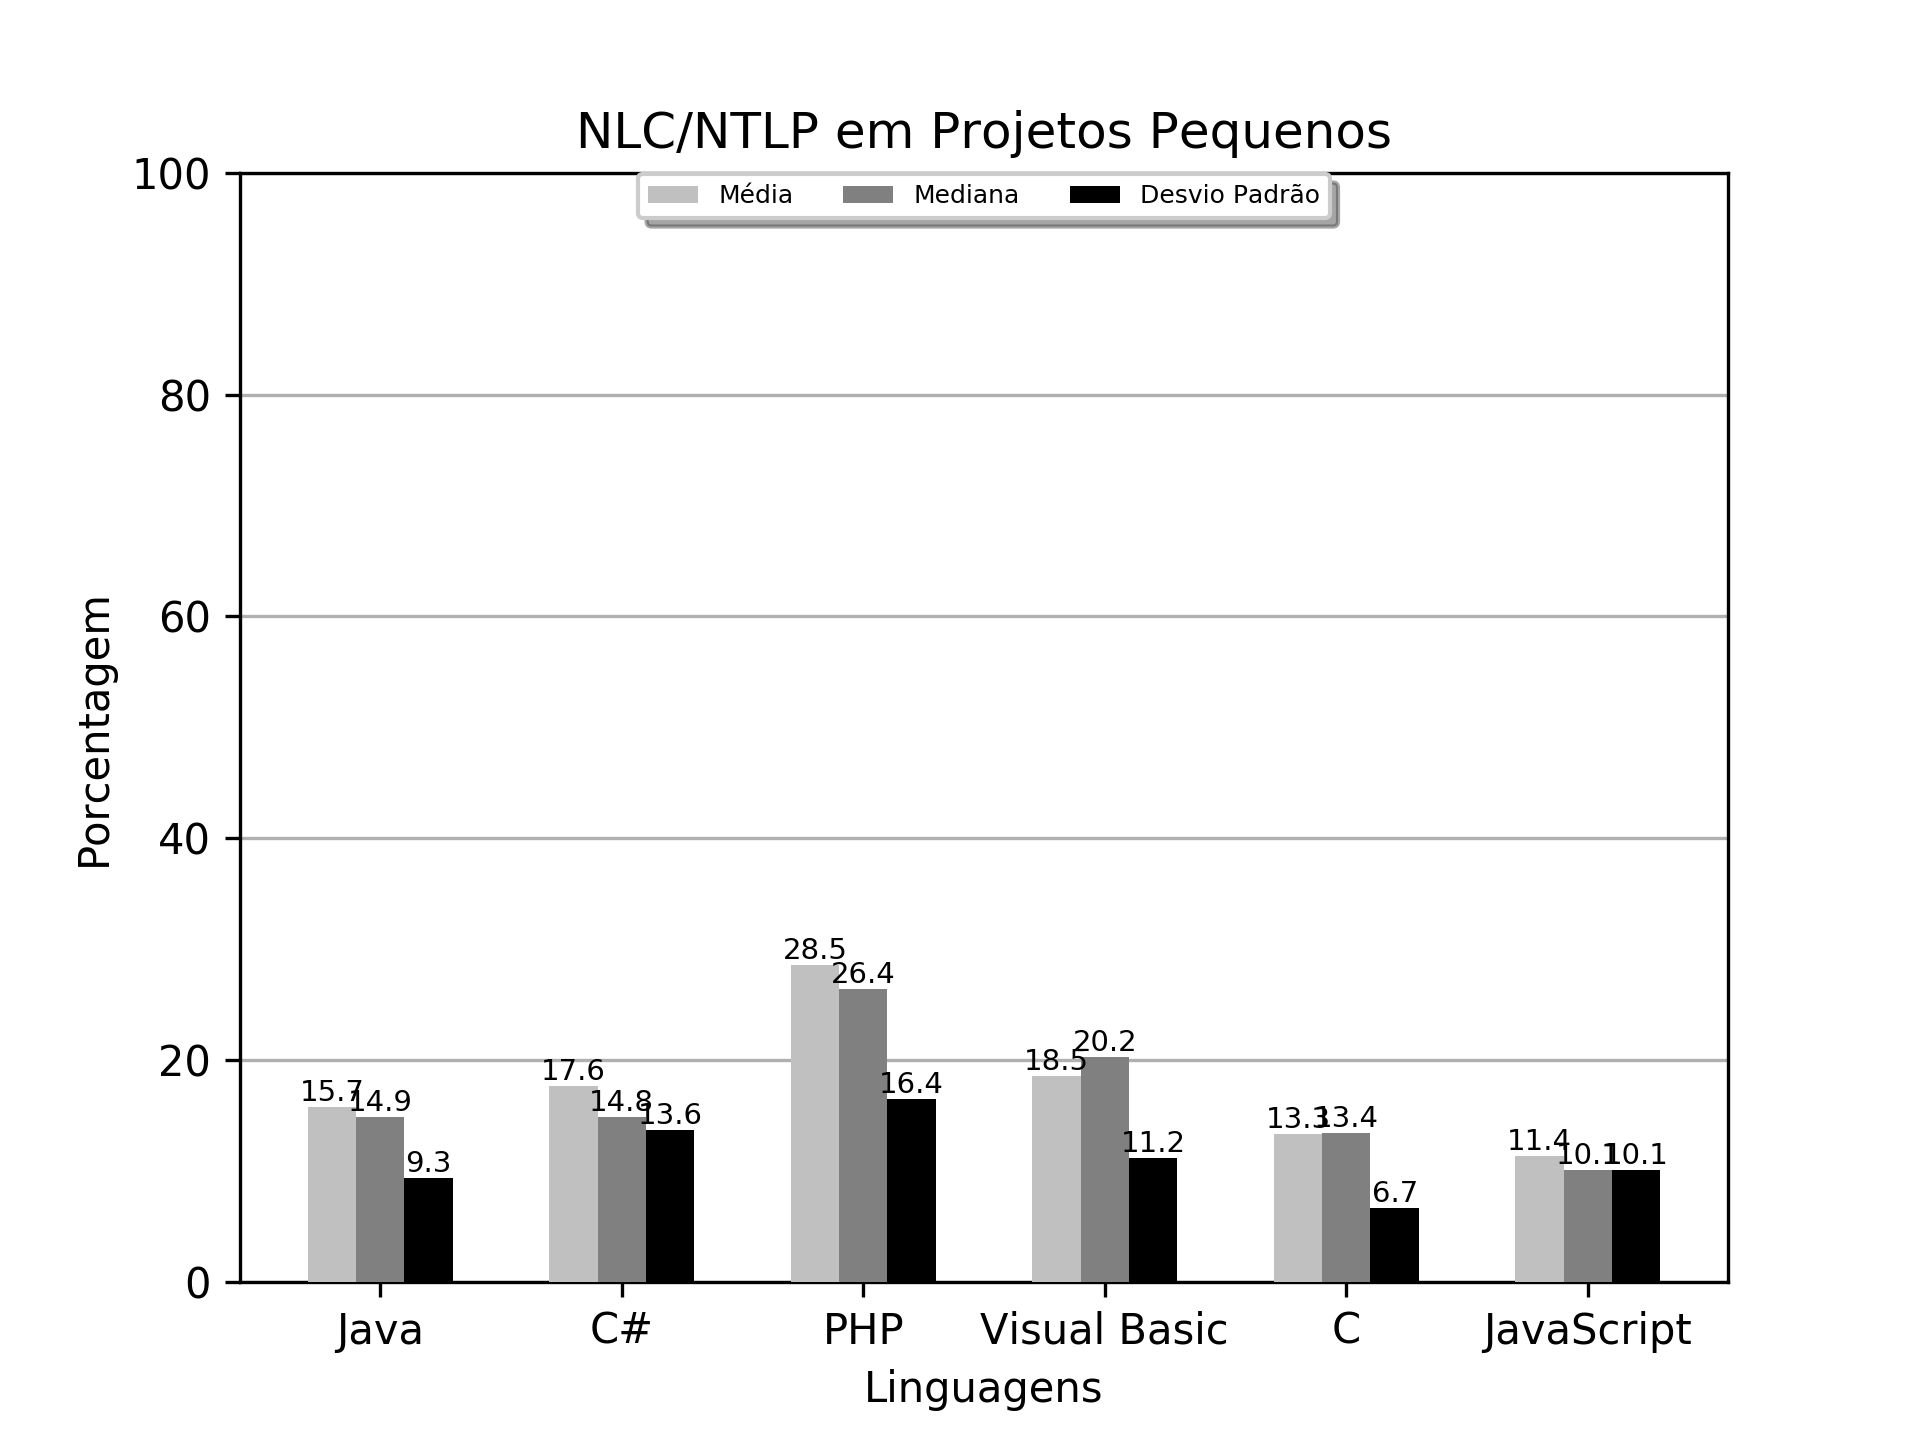 NLC/NTLP em Projetos Pequenos
Média Mediana Desvio Padrão
100
80
60
40
20
0
Porcentagem
15.7 14.9 9.3
17.6 14.8 13.6
28.5 26.4 16.4
18.5 20.2 11.2
13.3 13.4 6.7
11.4 10.1 10.1
Java C# PHP Visual Basic C JavaScript
Linguagens